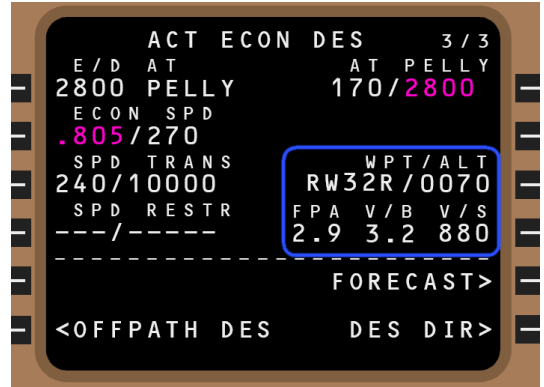 ACT ECON DES 3/3
E/D AT AT PELLY
2800 PELLY 170/2800
ECON SPD
.805/270
SPD TRANS WPT/ALT
240/10000 RW32R/0070
SPD RESTR FPA V/B V/S
---/----- 2.9 3.2 880
--------------------------------
FORECAST>
<OFFPATH DES DES DIR>